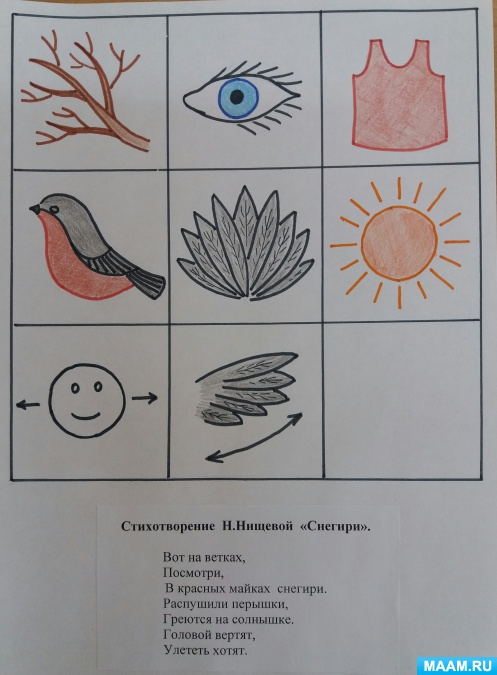 Стихотворение Н.Нищевой «Снегири».
Вот на ветках,
Посмотри,
В красных майках снегири.
Распушили перышки,
Греются на солнышке.
Головой вертят,
Улететь хотят.
MAAM.RU